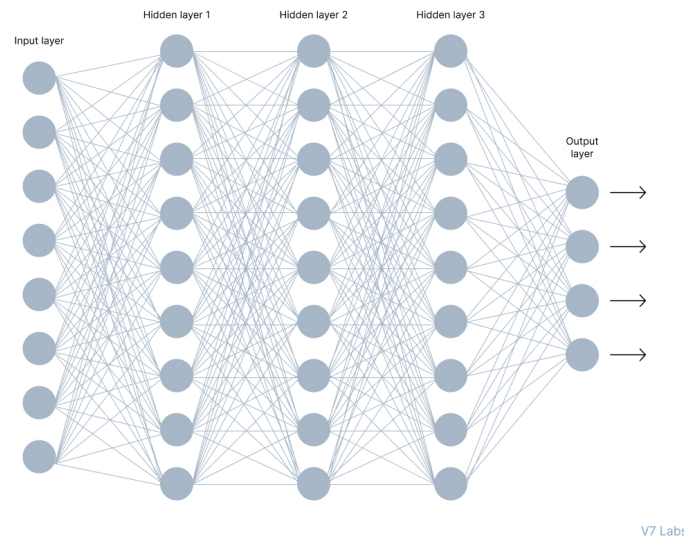 Input layer
Hidden layer 1
Hidden layer 2
Hidden layer 3
Output
layer
V7 Labs